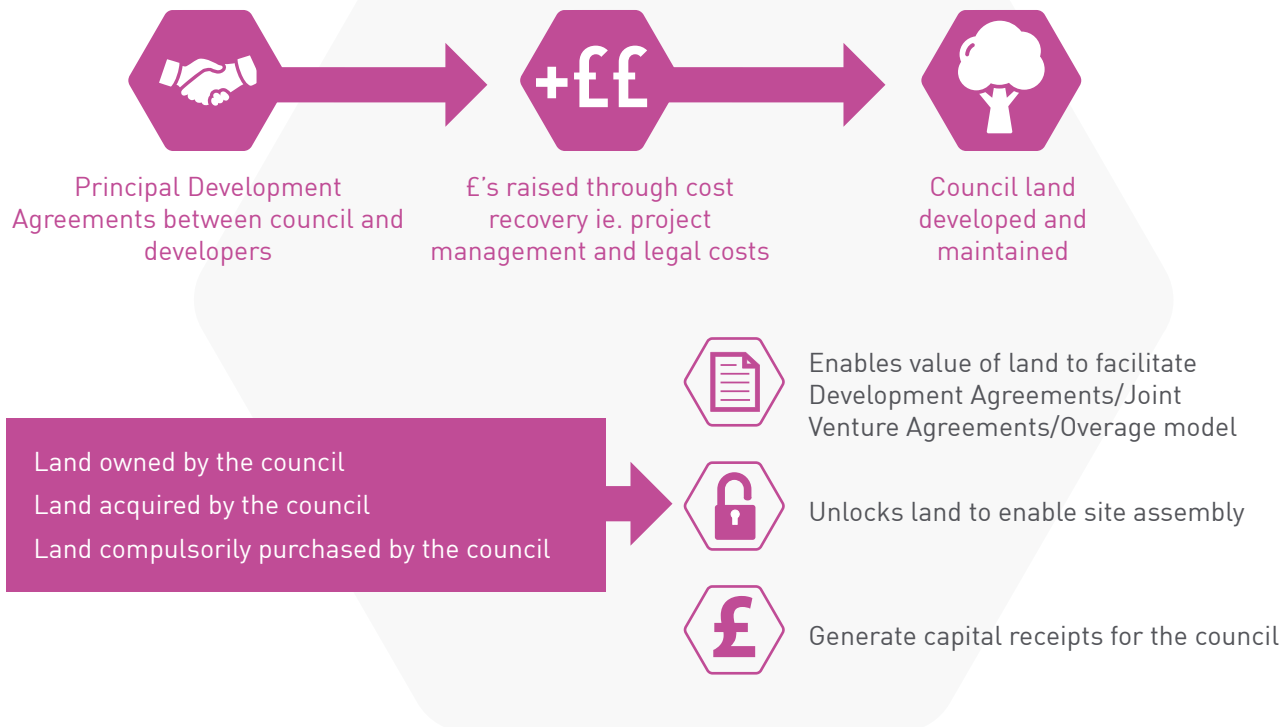 +££
Principal Development
Agreements between council and
developers
£'s raised through cost
recovery ie. project
management and legal costs
Council land
developed and
maintained
Land owned by the council
Land acquired by the council
Land compulsorily purchased by the council
Enables value of land to facilitate
Development Agreements/Joint
Venture Agreements/Overage model
Unlocks land to enable site assembly
£
Generate capital receipts for the council